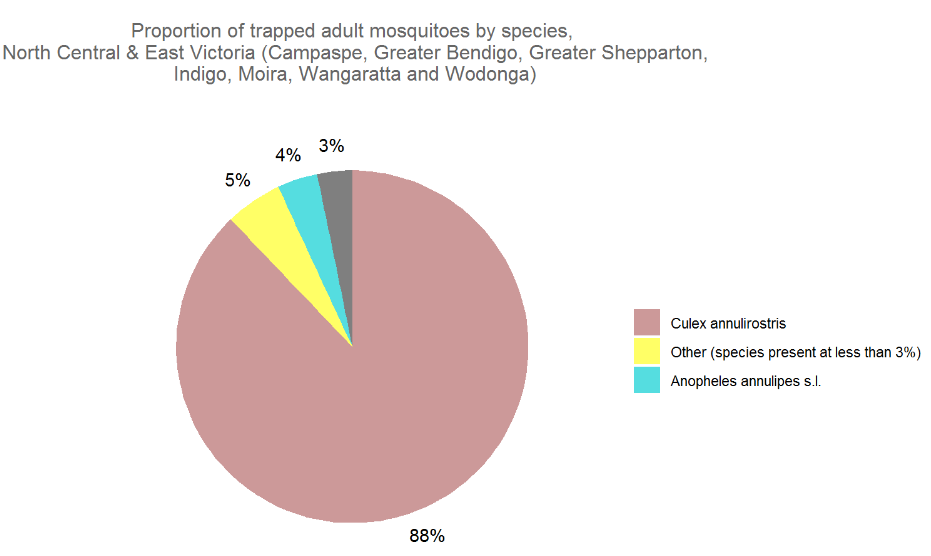 Proportion of trapped adult mosquitoes by species,
North Central & East Victoria (Campaspe, Greater Bendigo, Greater Shepparton,
Indigo, Moira, Wangaratta and Wodonga)
3%
4%
5%
Culex annulirostris
Other (species present at less than 3%)
Anopheles annulipes s.l.
88%